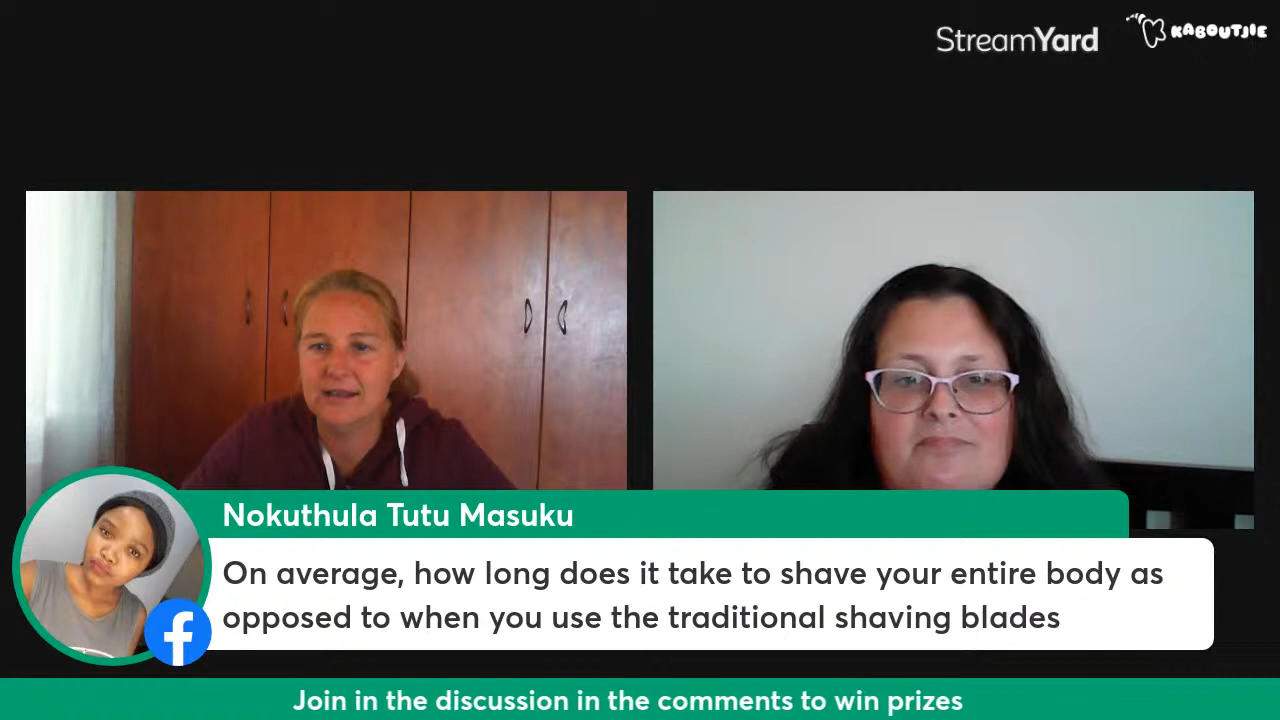 StreamYard
KABOUTJIE
Nokuthula Tutu Masuku
On average, how long does it take to shave your entire body as
opposed to when you use the traditional shaving blades
Join in the discussion in the comments to win prizes